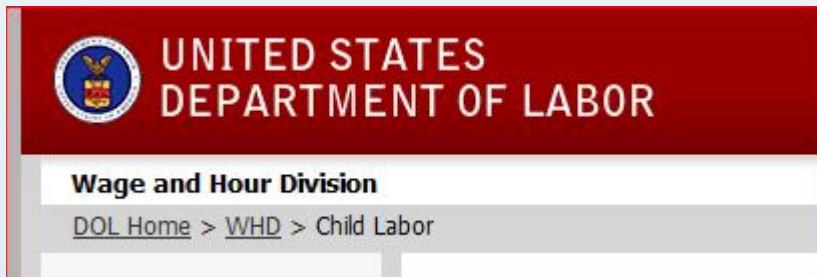 UNITED STATES
DEPARTMENT OF LABOR
Wage and Hour Division
DOL Home > WHD > Child Labor